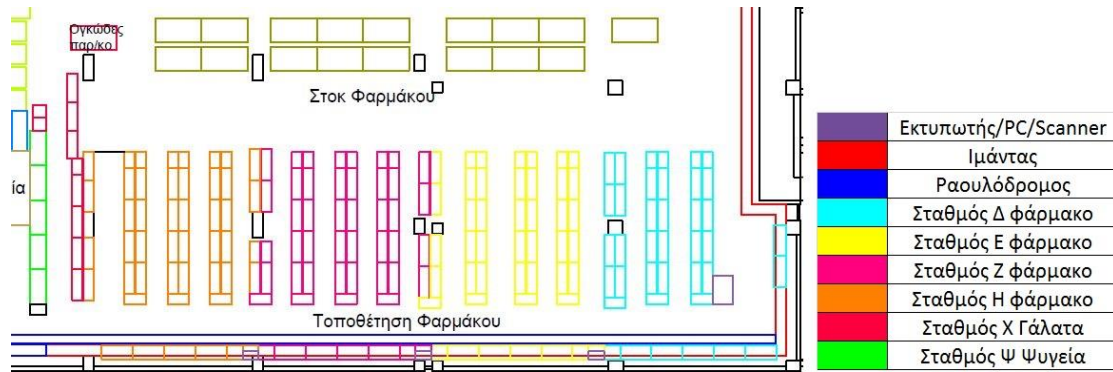 Ογκώδες
παρ/κο
Στοκ Φαρμάκου
ία
Τοποθέτηση Φαρμάκου
Εκτυπωτής/PC/Scanner
Ιμάντας
Ραουλόδρομος
Σταθμός Δ φάρμακο
Σταθμός Ε φάρμακο
Σταθμός Ζ φάρμακο
Σταθμός Η φάρμακο
Σταθμός Χ Γάλατα
Σταθμός Ψ Ψυγεία